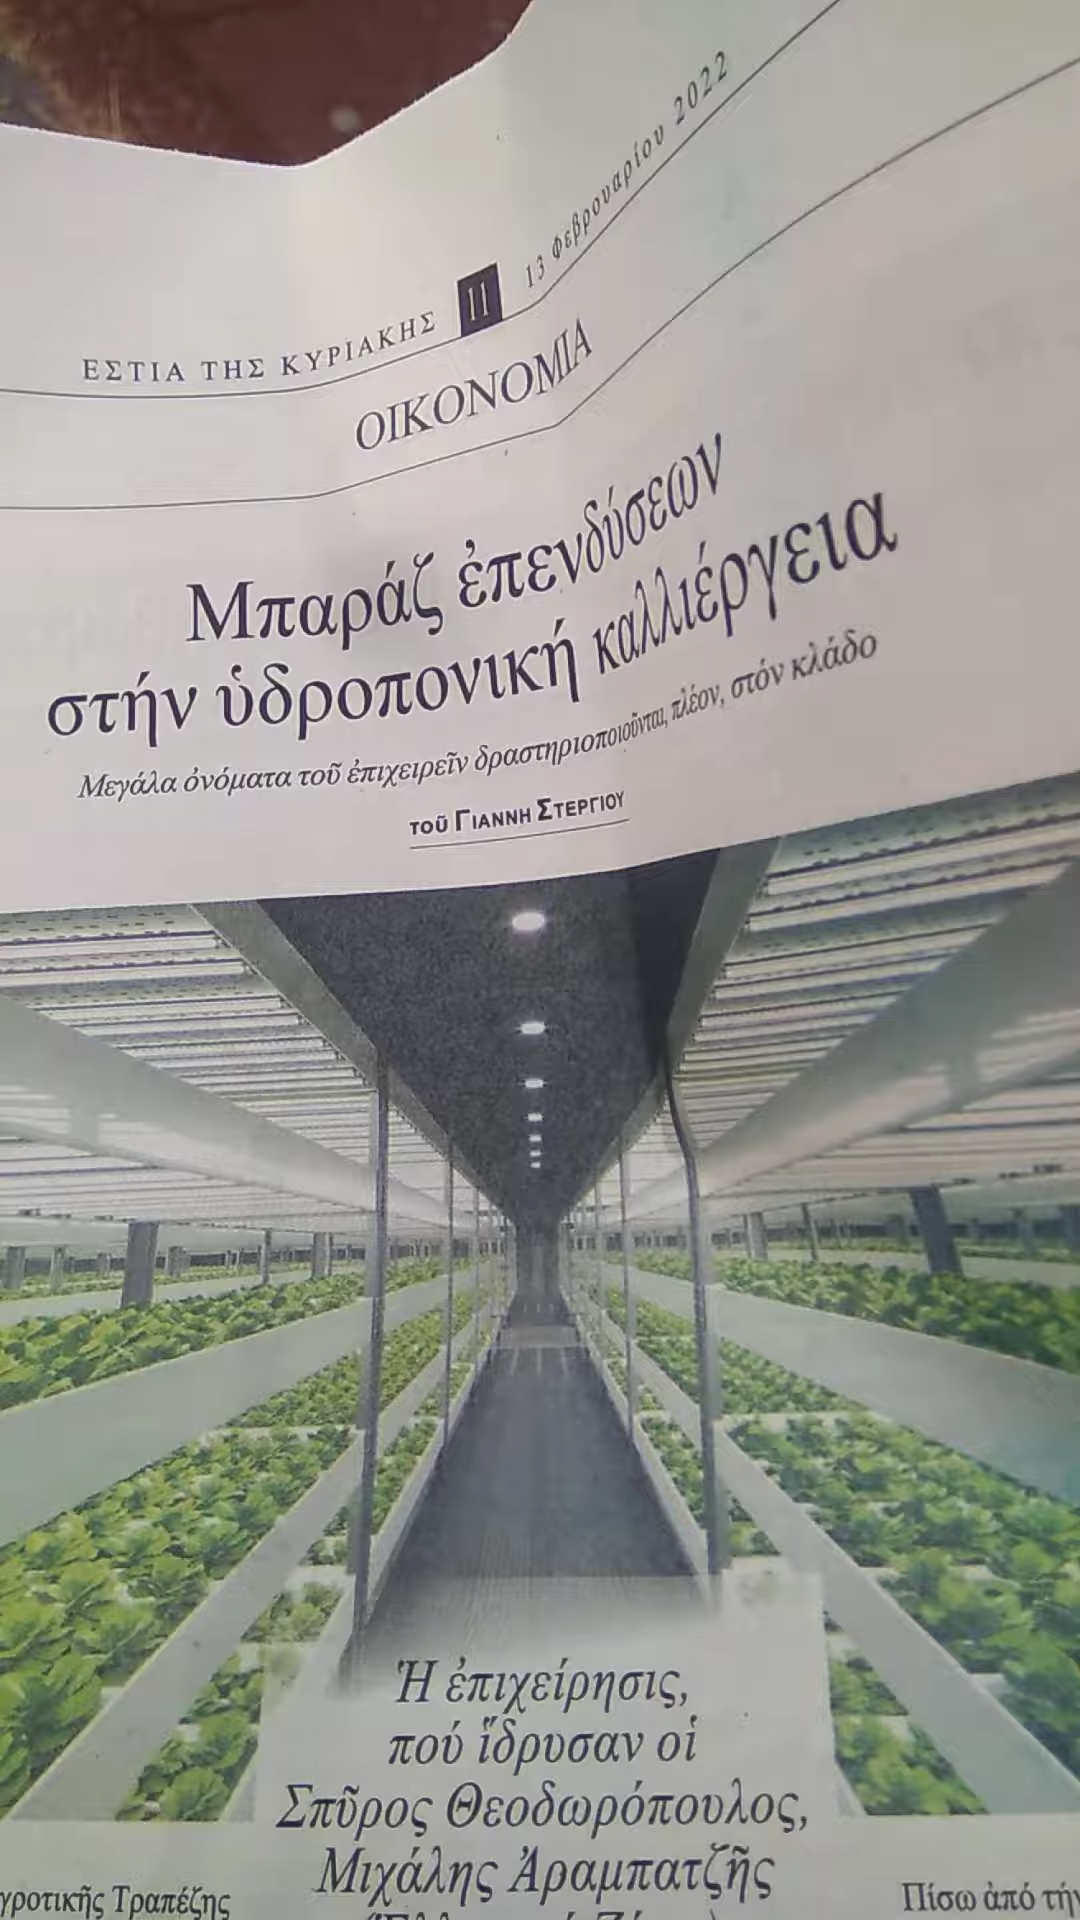 ΕΣΤΙΑ ΤΗΣ ΚΥΡΙΑΚΗΣ 11 13 Φεβρουαρίου 2022
ΟΙΚΟΝΟΜΙΑ
Μπαράζ ἐπενδύσεων
στήν ὑδροπονική καλλιέργεια
Μεγάλα ὀνόματα τοῦ ἐπιχειρεῖν δραστηριοποιοῦνται, πλέον, στόν κλάδο
τοῦ ΓΙΑΝΝΗ ΣΤΕΡΓΙΟΥ
Ἡ ἐπιχείρησις,
πού ἵδρυσαν οἱ
Σπῦρος Θεοδωρόπουλος,
Μιχάλης Ἀραμπατζῆς
γροτικῆς Τραπέζης
Πίσω ἀπό τήν